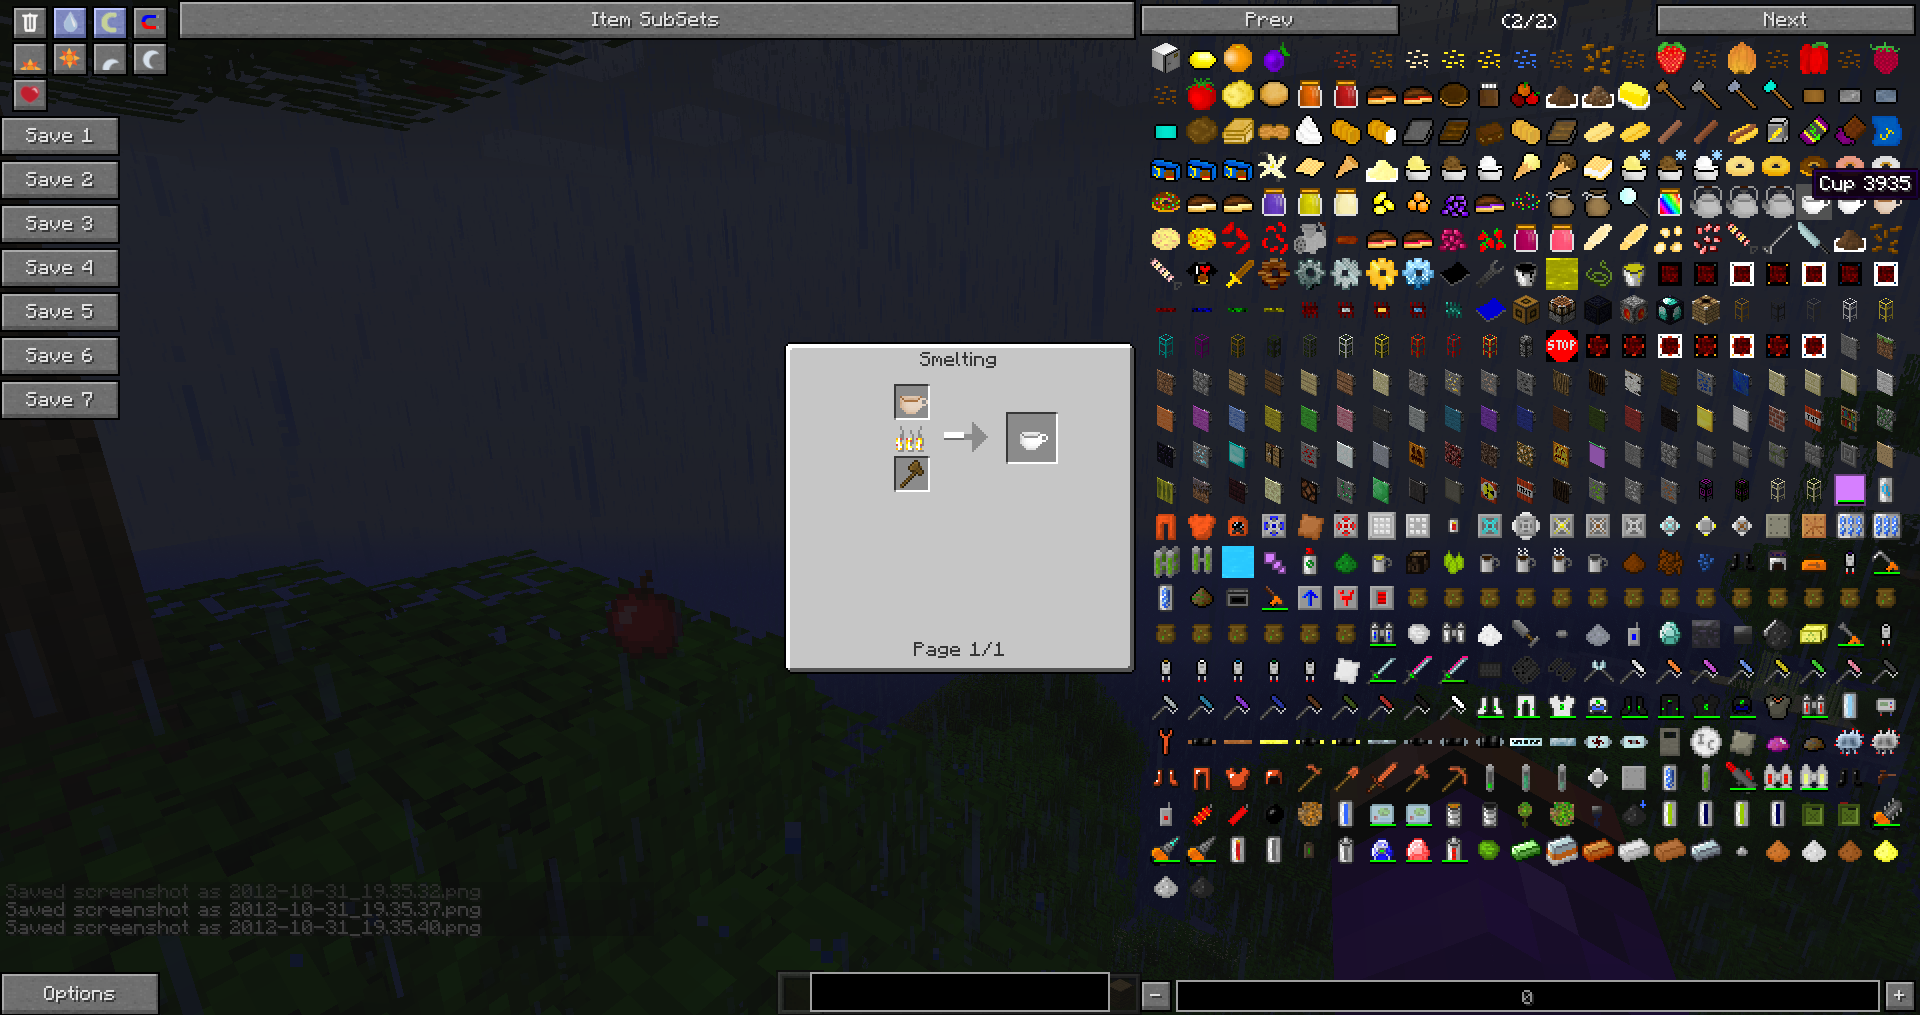 Item SubSets
Prev
(2/2)
Next
Save 1
Save 2
Save 3
Save 4
Save 5
Save 6
Save 7
Cup 3935
STOP
Smelting
Page 1/1
Saved screenshot as 2012-10-31_19.35.32.png
Saved screenshot as 2012-10-31_19.35.37.png
Saved screenshot as 2012-10-31_19.35.40.png
Options
-
0
+